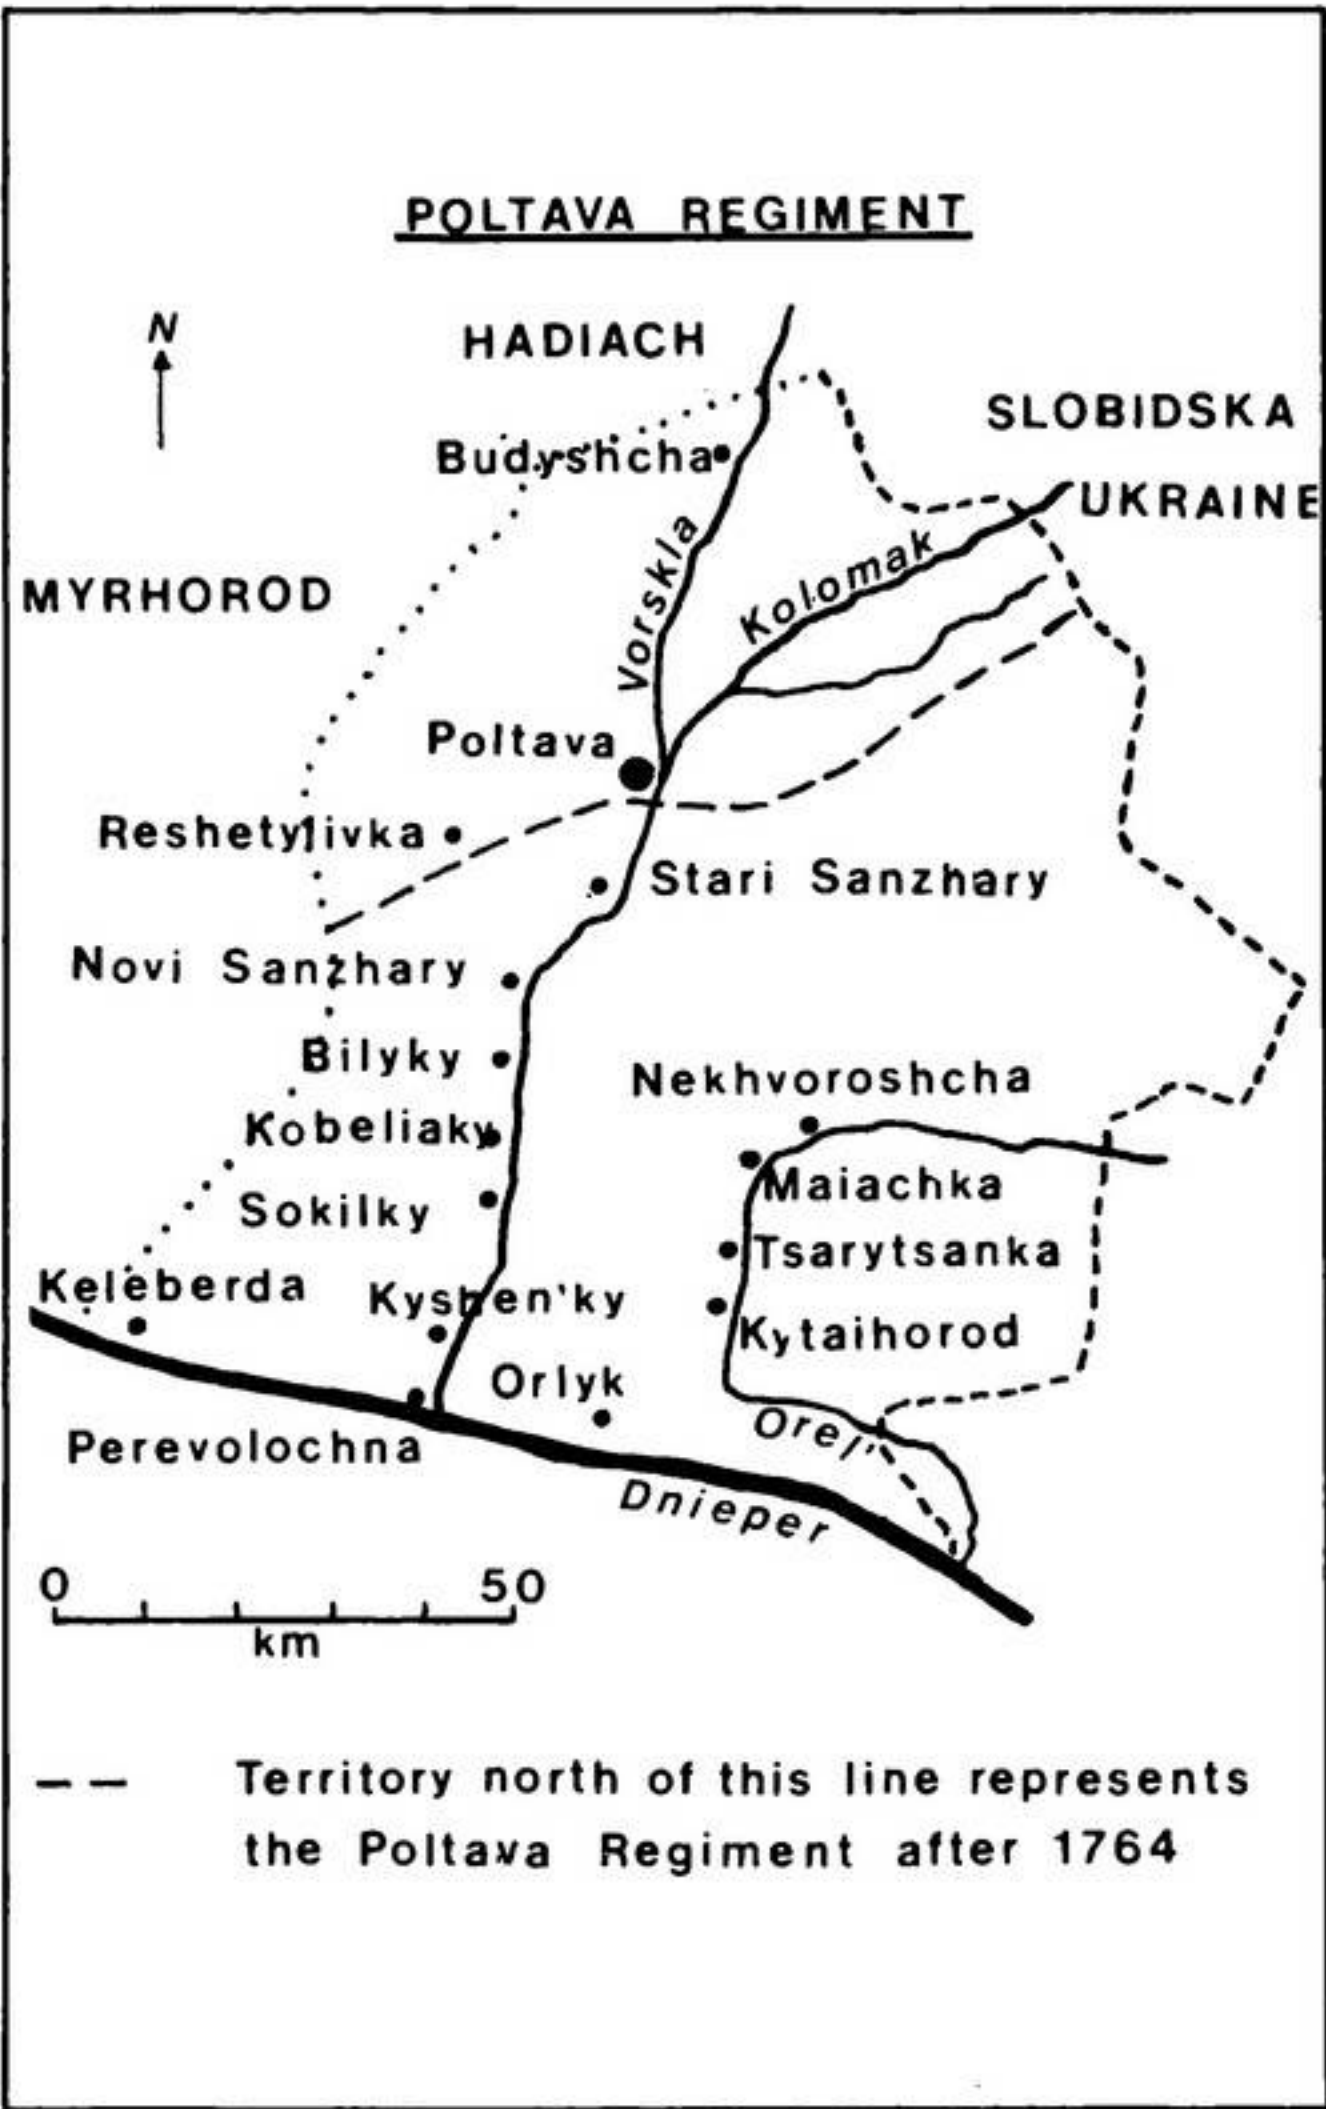 POLTAVA REGIMENT
N
HADIACH
SLOBIDSKA
UKRAINE
Budyshcha
MYRHOROD
Vorskla
Kolomak
Poltava
Reshetylivka
Stari Sanzhary
Novi Sanzhary
Bilyky
Nekhvoroshcha
Kobeliaky
Maiachka
Sokilky
Tsarytsanka
Keleberda
Kyshen'ky
Kytaihorod
Orlyk
Orel'
Perevolochna
Dnieper
0 50
km
-- Territory north of this line represents
the Poltava Regiment after 1764